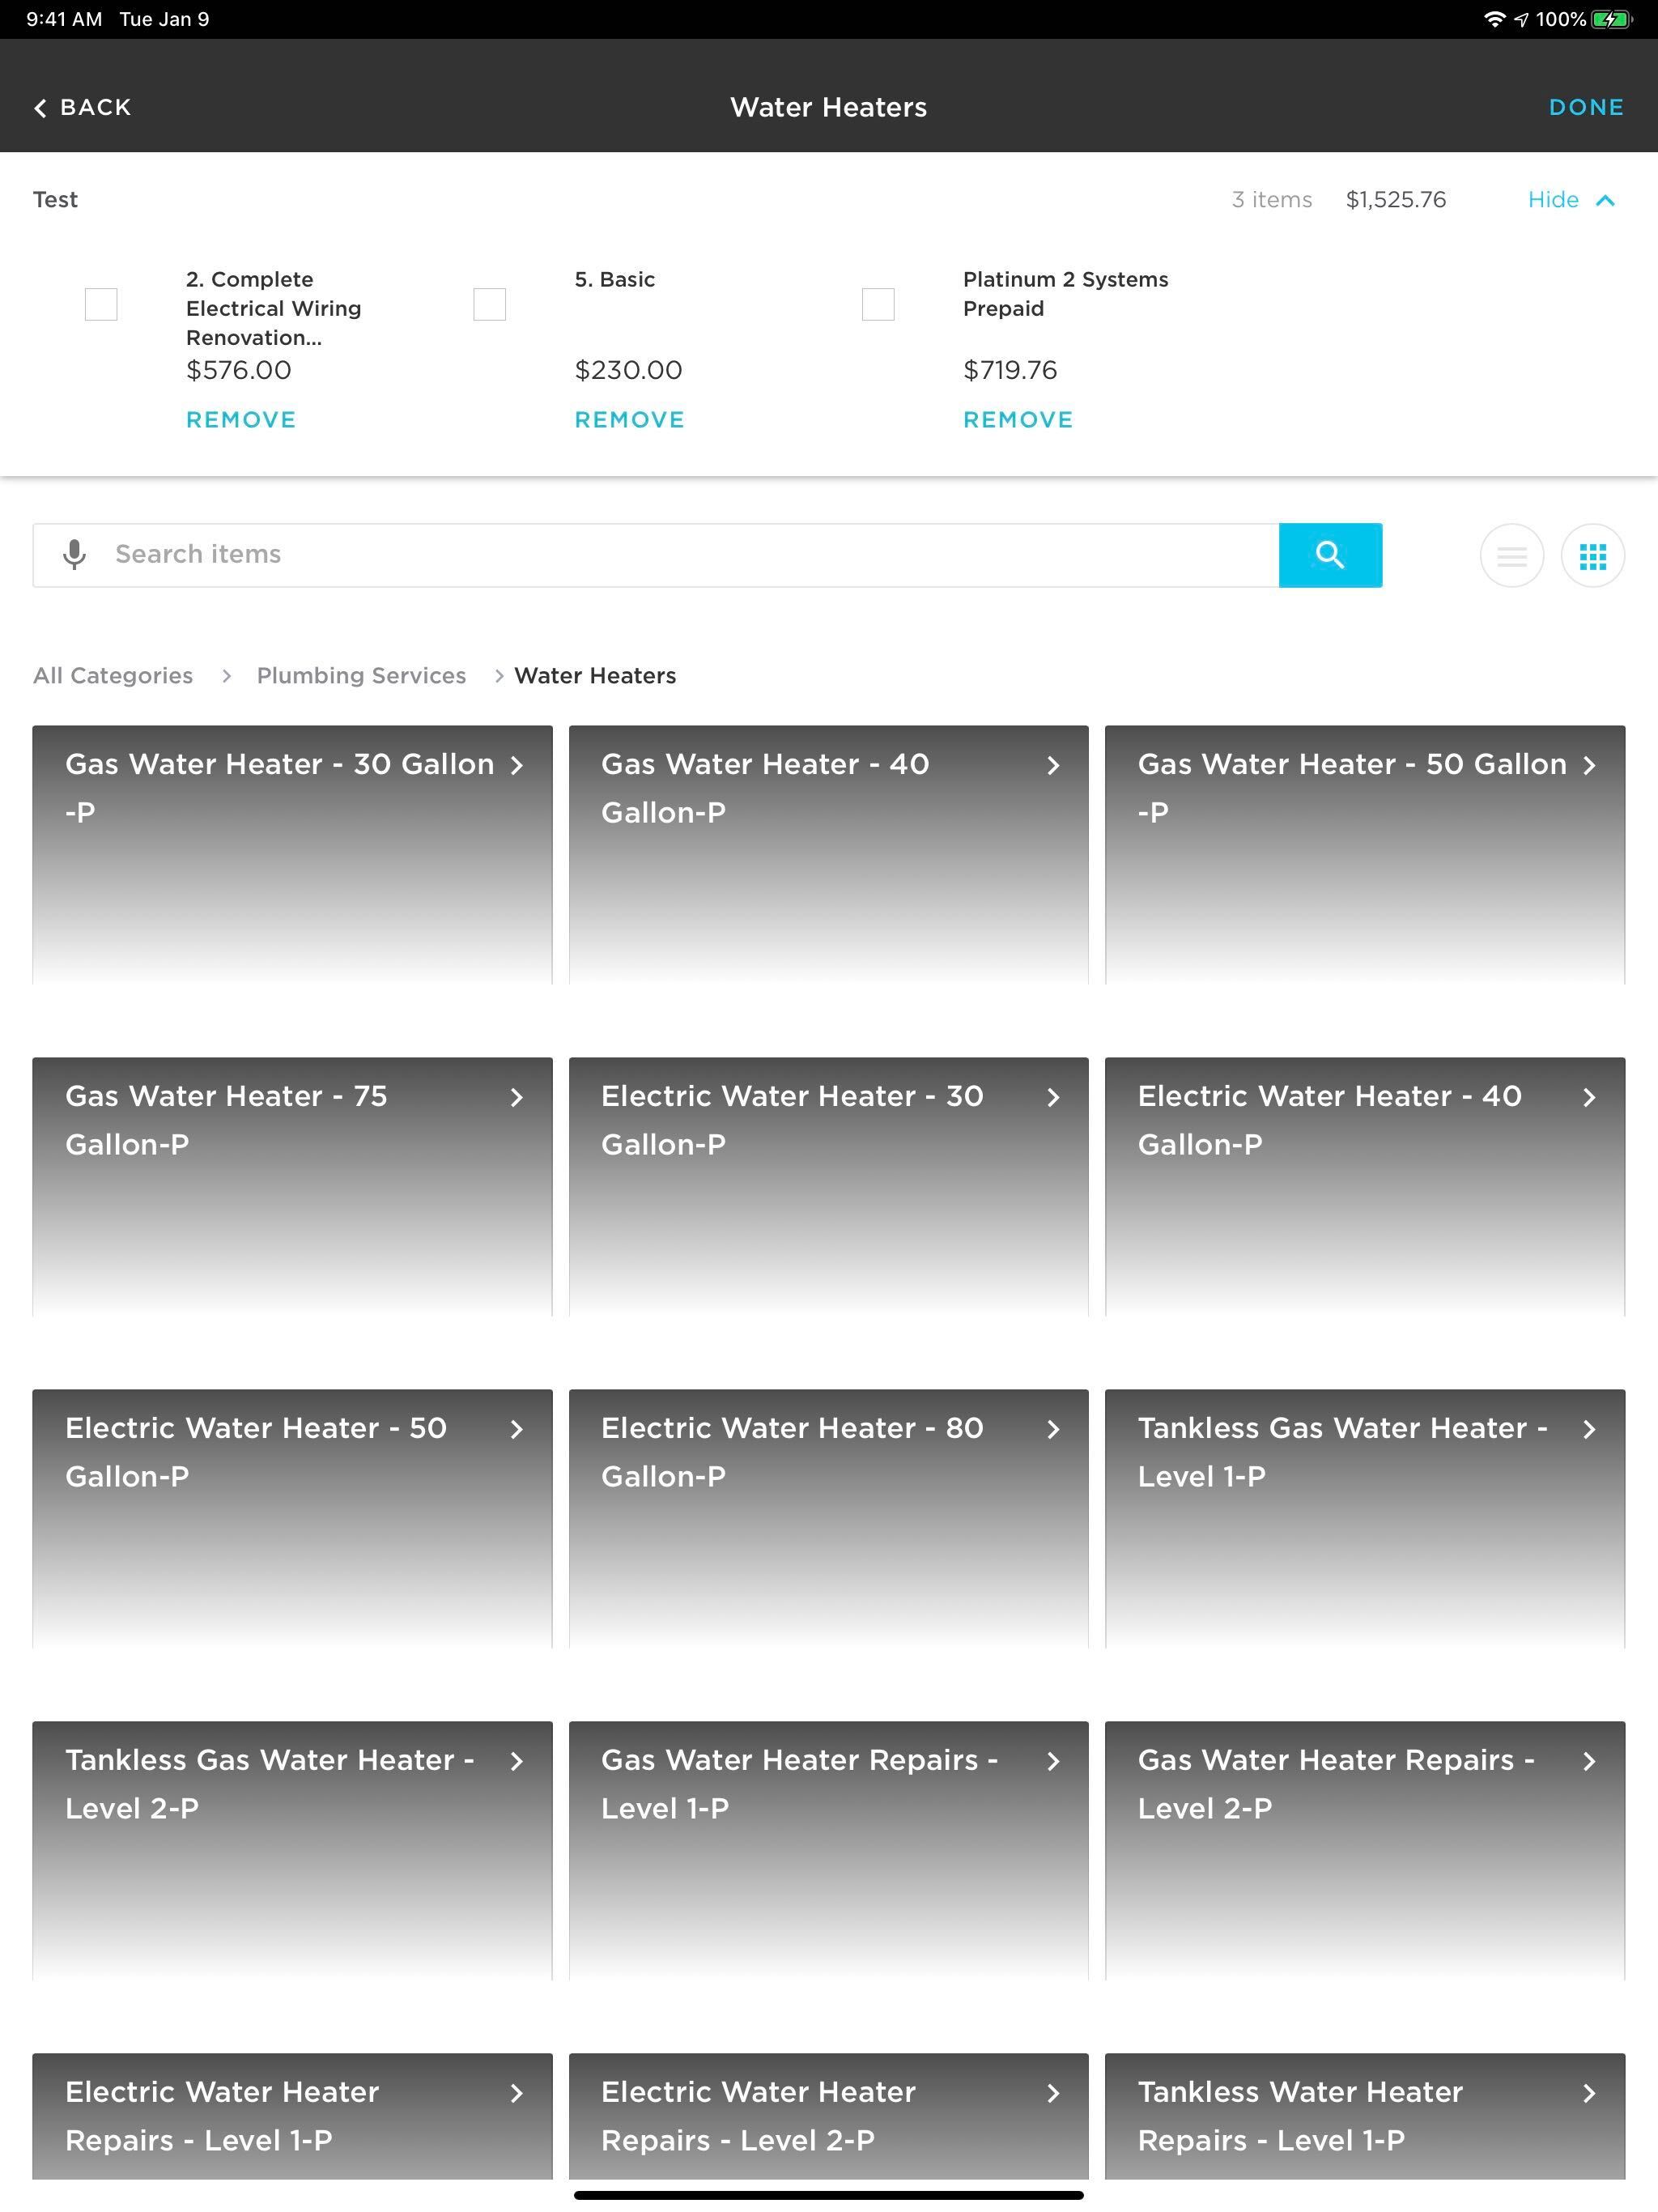 9:41 AM Tue Jan 9 100%
BACK Water Heaters DONE
Test 3 items $1,525.76 Hide
2. Complete
Electrical Wiring
Renovation...
$576.00
REMOVE
5. Basic
$230.00
REMOVE
Platinum 2 Systems
Prepaid
$719.76
REMOVE
Search items
All Categories > Plumbing Services > Water Heaters
Gas Water Heater - 30 Gallon
-P
Gas Water Heater - 40
Gallon-P
Gas Water Heater - 50 Gallon
-P
Gas Water Heater - 75
Gallon-P
Electric Water Heater - 30
Gallon-P
Electric Water Heater - 40
Gallon-P
Electric Water Heater - 50
Gallon-P
Electric Water Heater - 80
Gallon-P
Tankless Gas Water Heater -
Level 1-P
Tankless Gas Water Heater -
Level 2-P
Gas Water Heater Repairs -
Level 1-P
Gas Water Heater Repairs -
Level 2-P
Electric Water Heater
Repairs - Level 1-P
Electric Water Heater
Repairs - Level 2-P
Tankless Water Heater
Repairs - Level 1-P